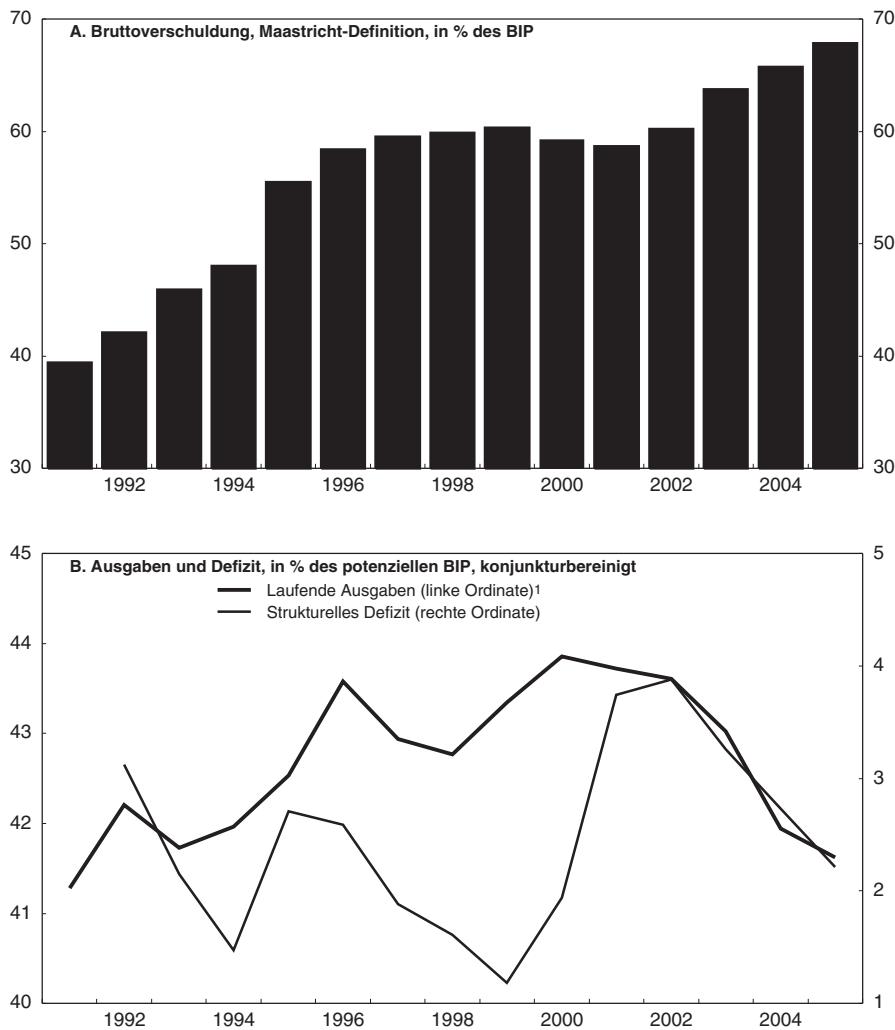 A. Bruttoverschuldung, Maastricht-Definition, in % des BIP
70 70
60 60
50 50
40 40
30 30
1992 1994 1996 1998 2000 2002 2004
B. Ausgaben und Defizit, in % des potenziellen BIP, konjunkturbereinigt
Laufende Ausgaben (linke Ordinate)1
Strukturelles Defizit (rechte Ordinate)
45 5
44 4
43 3
42
41 2
40 1
1992 1994 1996 1998 2000 2002 2004